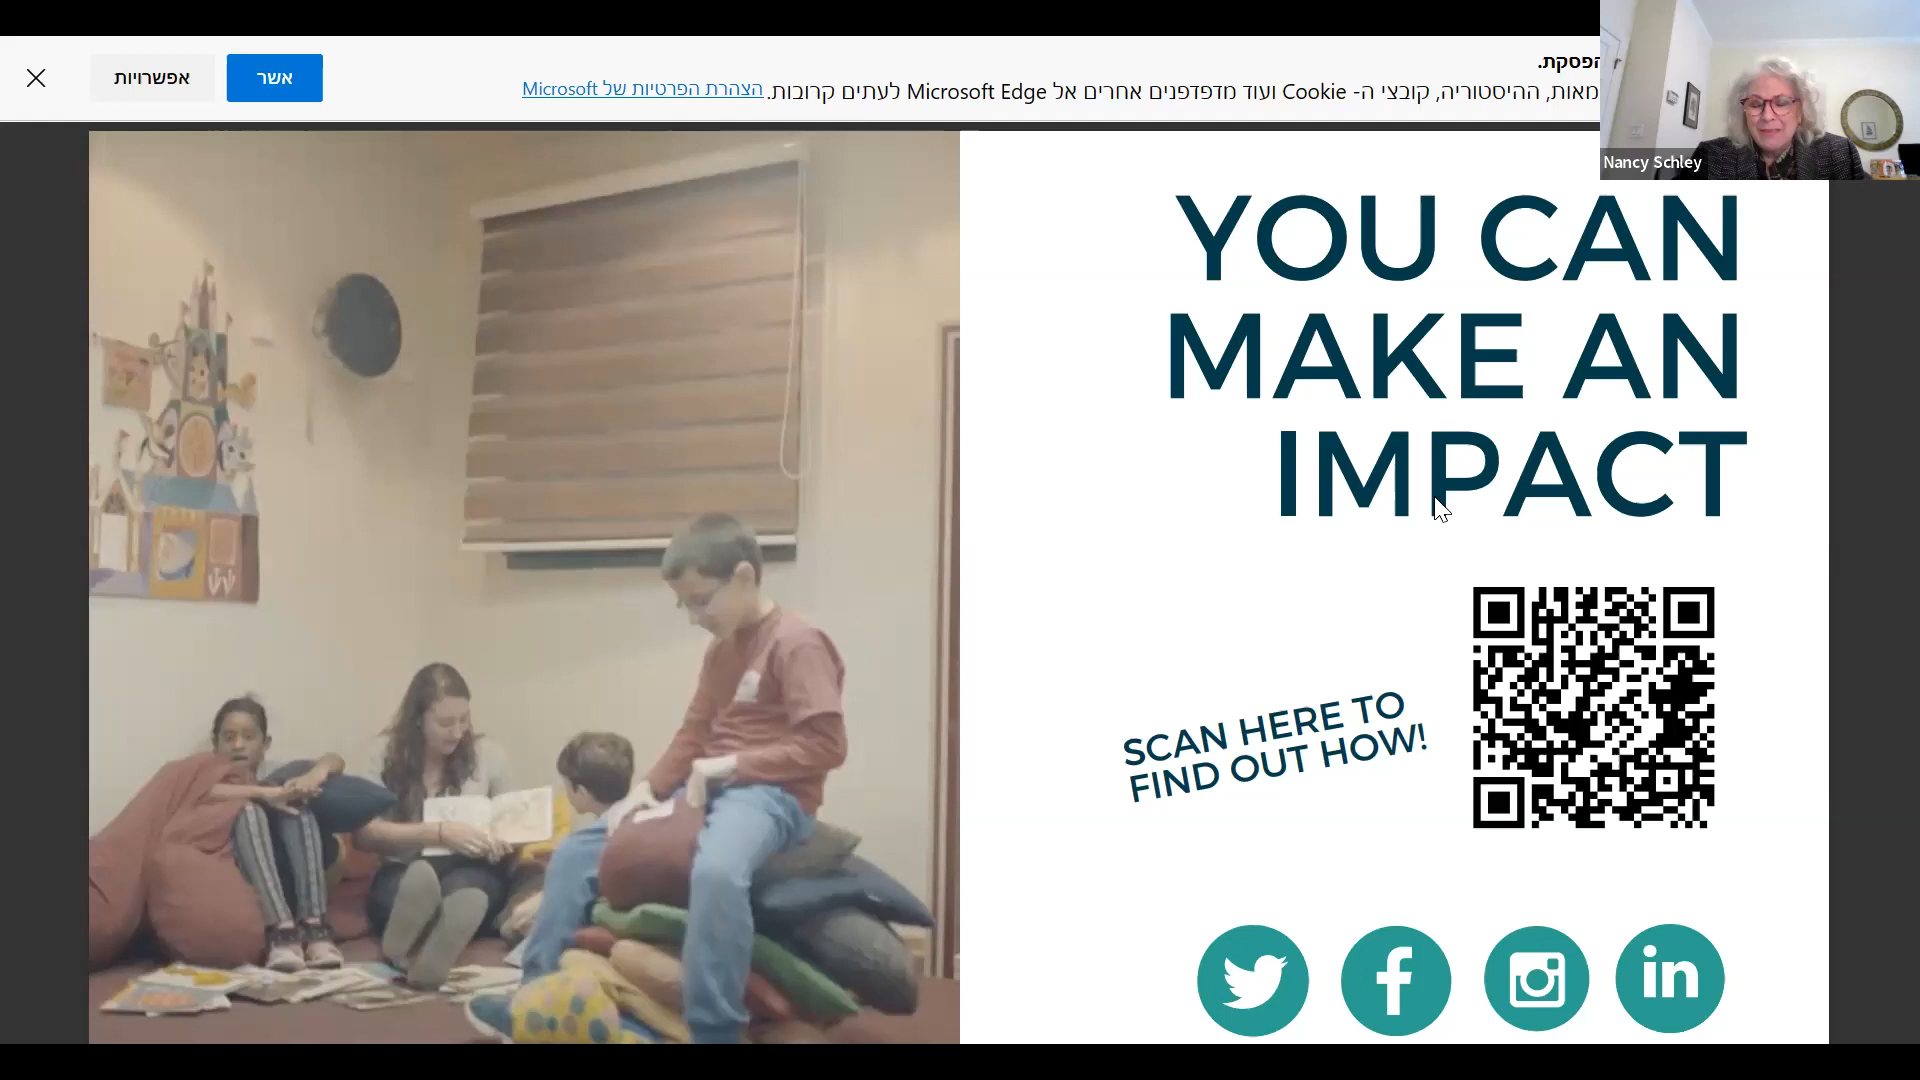 הפסקת.
מאות, ההיסטוריה, קובצי ה- Cookie ועוד מדפדפנים אחרים אל Microsoft Edge לעתים קרובות. הצהרת הפרטיות של Microsoft
אשר
אפשרויות
Nancy Schley
YOU CAN
MAKE AN
IMPACT
SCAN HERE TO
FIND OUT HOW!
f
in